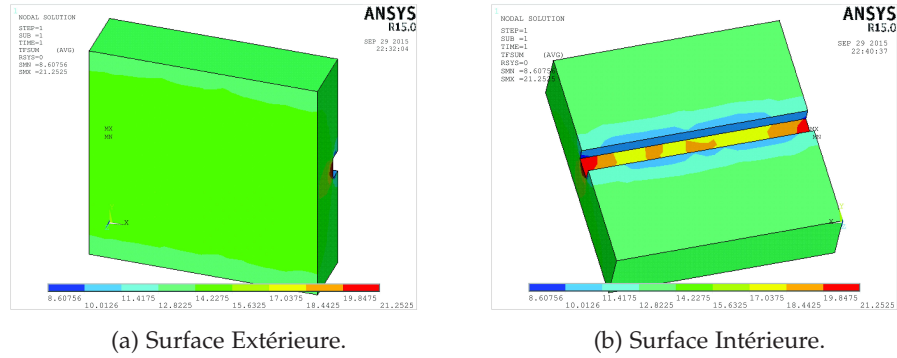 1
NODAL SOLUTION
STEP=1
SUB =1
TIME=1
TFSUM (AVG)
RSYS=0
SMN =8.60756
SMX =21.2525
ANSYS
R15.0
SEP 29 2015
22:32:04
MX
MN
X
8.60756 11.4175 14.2275 17.0375 19.8475
10.0126 12.8225 15.6325 18.4425 21.2525
(a) Surface Extérieure.
1
NODAL SOLUTION
STEP=1
SUB =1
TIME=1
TFSUM (AVG)
RSYS=0
SMN =8.60756
SMX =21.2525
ANSYS
R15.0
SEP 29 2015
22:40:37
MX
MN
X
8.60756 11.4175 14.2275 17.0375 19.8475
10.0126 12.8225 15.6325 18.4425 21.2525
(b) Surface Intérieure.